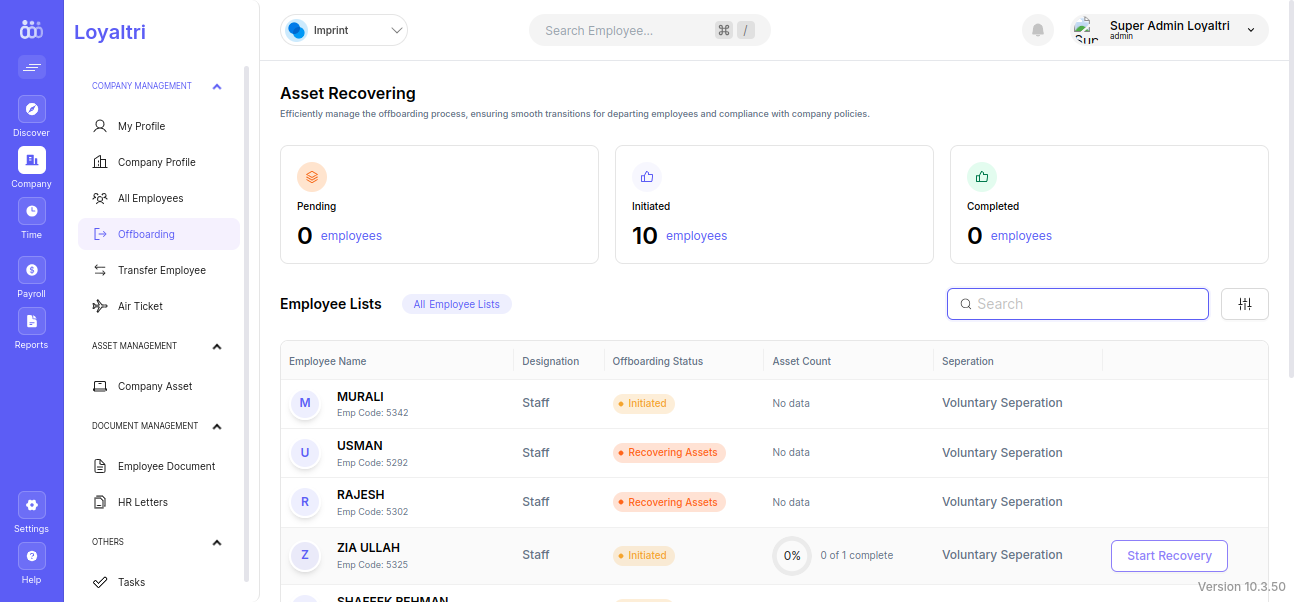 Loyaltri
Imprint
Search Employee...
⌘ /
Super Admin Loyaltri
admin
Discover
Company
Time
Payroll
Reports
Settings
Help
COMPANY MANAGEMENT
My Profile
Company Profile
All Employees
Offboarding
Transfer Employee
Air Ticket
ASSET MANAGEMENT
Company Asset
DOCUMENT MANAGEMENT
Employee Document
HR Letters
OTHERS
Tasks
Asset Recovering
Efficiently manage the offboarding process, ensuring smooth transitions for departing employees and compliance with company policies.
Pending
0 employees
Initiated
10 employees
Completed
0 employees
Employee Lists
All Employee Lists
Search
Employee Name Designation Offboarding Status Asset Count Seperation
M MURALI Staff Initiated No data Voluntary Seperation
Emp Code: 5342
U USMAN Staff Recovering Assets No data Voluntary Seperation
Emp Code: 5292
R RAJESH Staff Recovering Assets No data Voluntary Seperation
Emp Code: 5302
Z ZIA ULLAH Staff Initiated 0% 0 of 1 complete Voluntary Seperation Start Recovery
Emp Code: 5325
SHAFEEK REHMAN
Version 10.3.50